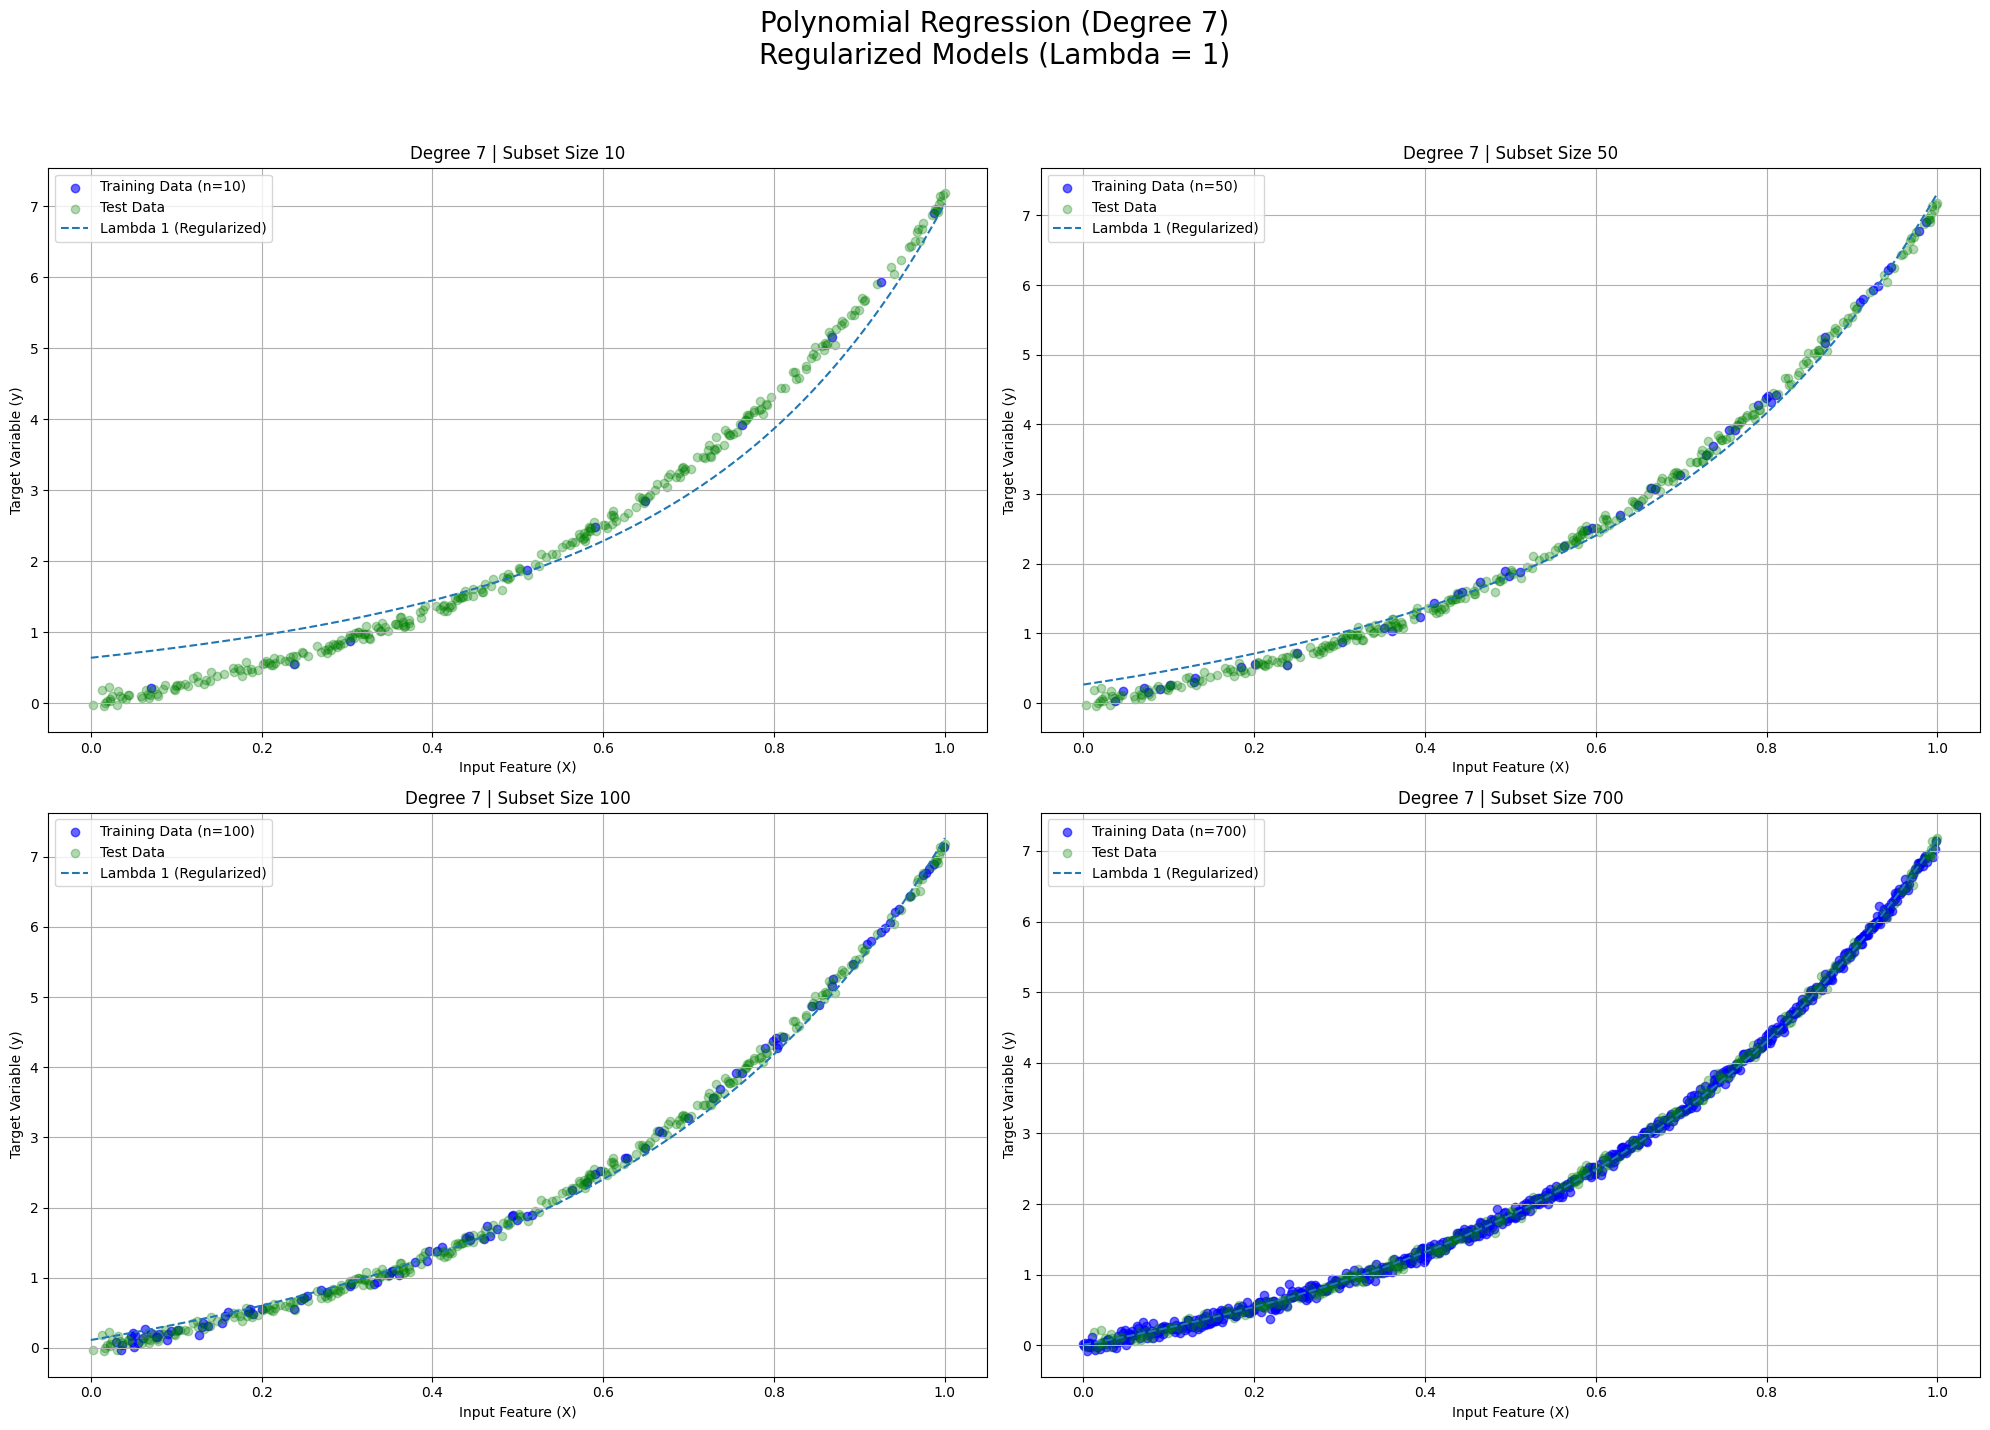 Polynomial Regression (Degree 7)
Regularized Models (Lambda = 1)
Degree 7 | Subset Size 10
Training Data (n=10)
Test Data
Lambda 1 (Regularized)
7
6
5
4
3
2
1
0
Target Variable (y)
0.0 0.2 0.4 0.6 0.8 1.0
Input Feature (X)
Degree 7 | Subset Size 50
Training Data (n=50)
Test Data
Lambda 1 (Regularized)
7
6
5
4
3
2
1
0
Target Variable (y)
0.0 0.2 0.4 0.6 0.8 1.0
Input Feature (X)
Degree 7 | Subset Size 100
Training Data (n=100)
Test Data
Lambda 1 (Regularized)
7
6
5
4
3
2
1
0
Target Variable (y)
0.0 0.2 0.4 0.6 0.8 1.0
Input Feature (X)
Degree 7 | Subset Size 700
Training Data (n=700)
Test Data
Lambda 1 (Regularized)
7
6
5
4
3
2
1
0
Target Variable (y)
0.0 0.2 0.4 0.6 0.8 1.0
Input Feature (X)